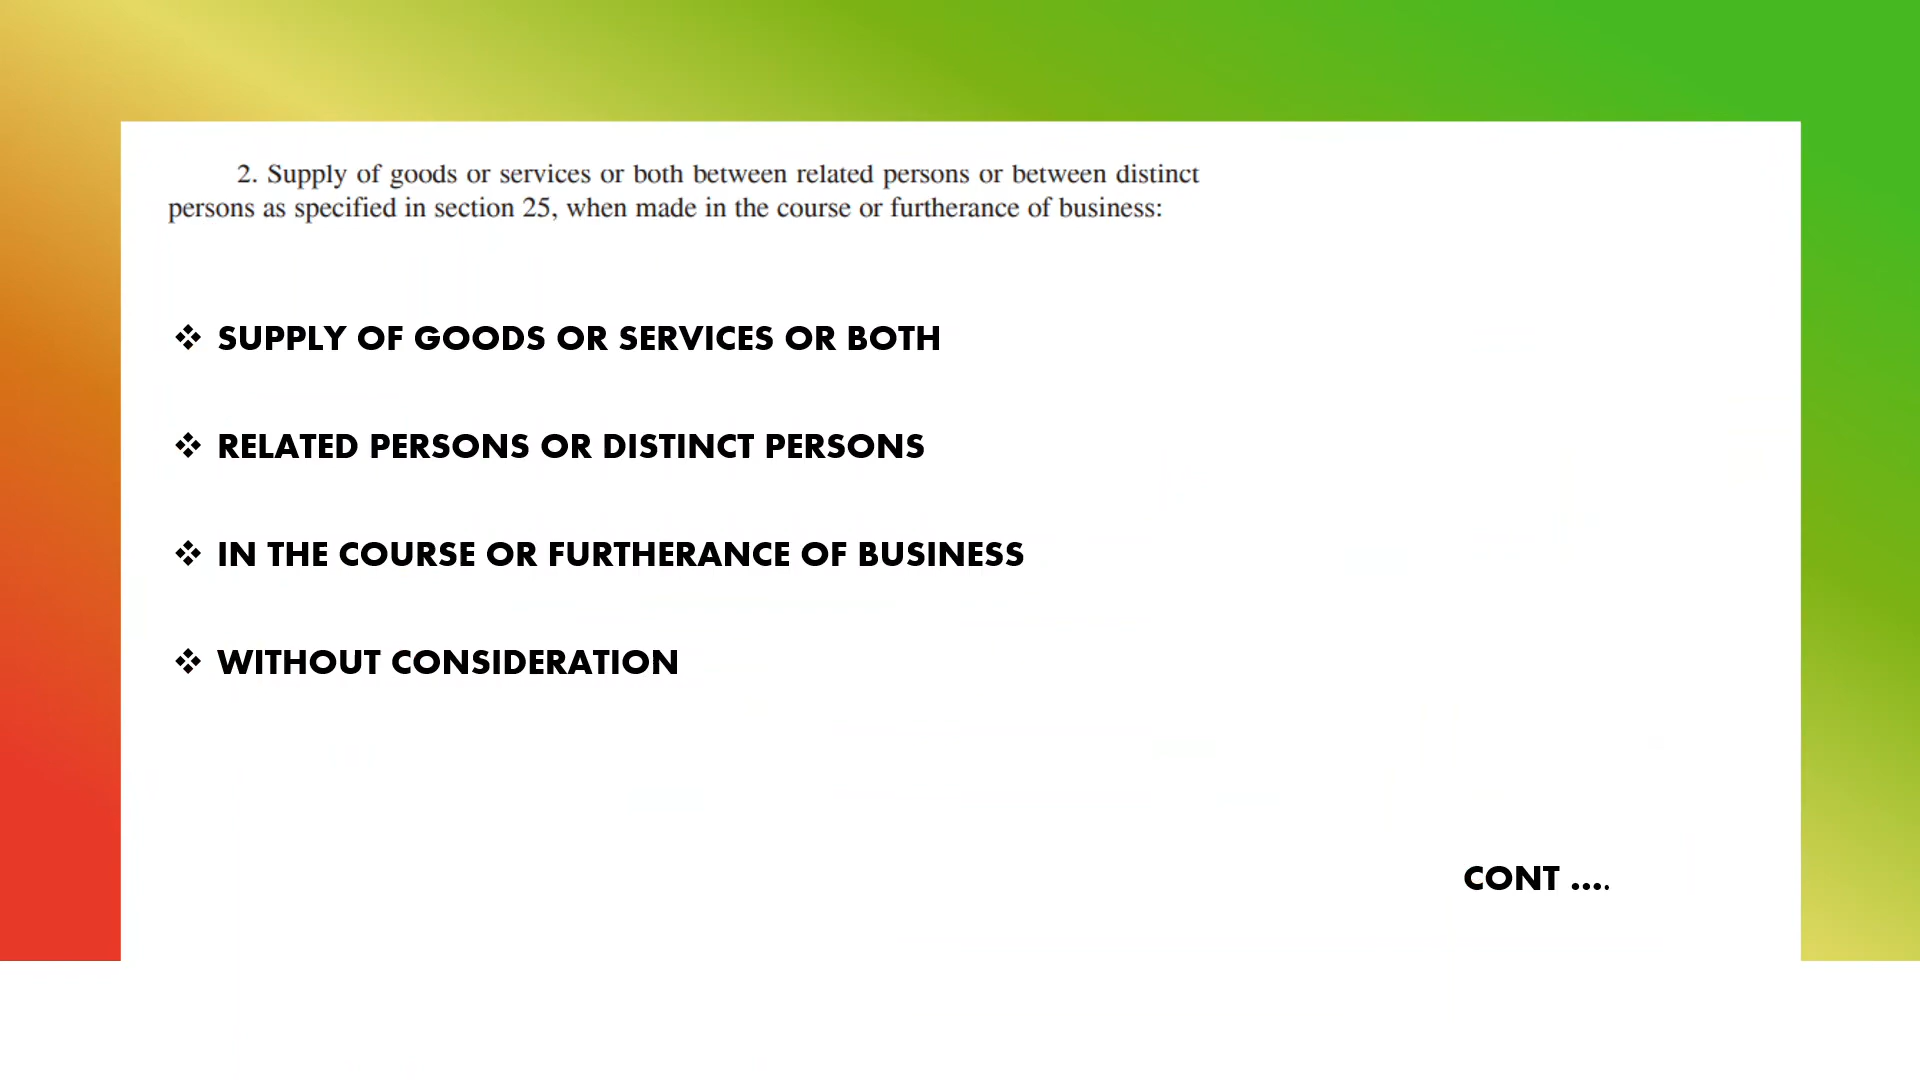 2. Supply of goods or services or both between related persons or between distinct
persons as specified in section 25, when made in the course or furtherance of business:
❖ SUPPLY OF GOODS OR SERVICES OR BOTH
❖ RELATED PERSONS OR DISTINCT PERSONS
❖ IN THE COURSE OR FURTHERANCE OF BUSINESS
❖ WITHOUT CONSIDERATION
CONT ....